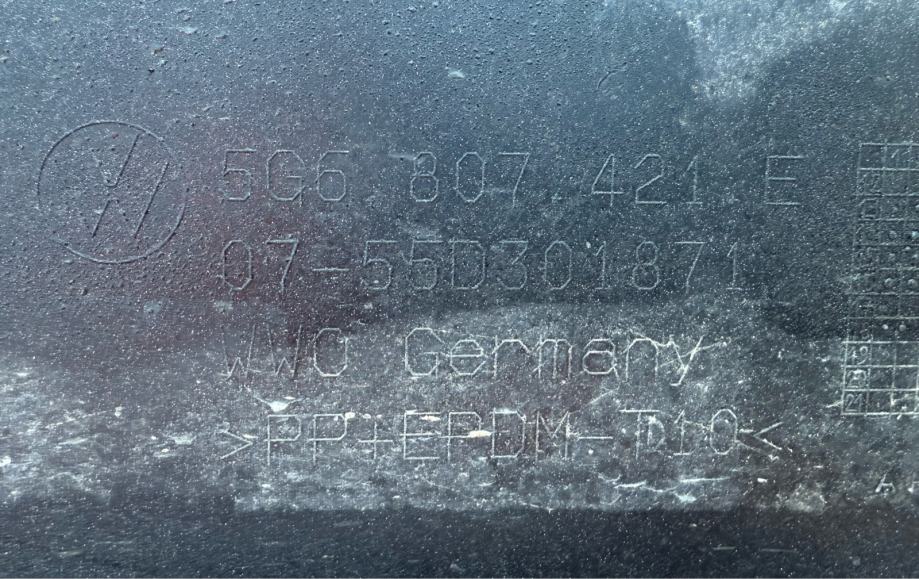 5G6 807 421 E
07-55D301871
WWO Germany
>PP+EPDM-TD10<